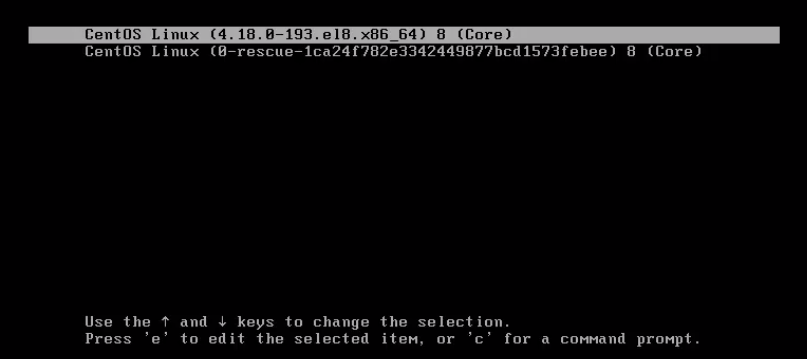 CentOS Linux (4.18.0-193.el8.x86_64) 8 (Core)
CentOS Linux (0-rescue-1ca24f782e3342449877bcd1573febee) 8 (Core)
Use the ↑ and ↓ keys to change the selection.
Press 'e' to edit the selected item, or 'c' for a command prompt.